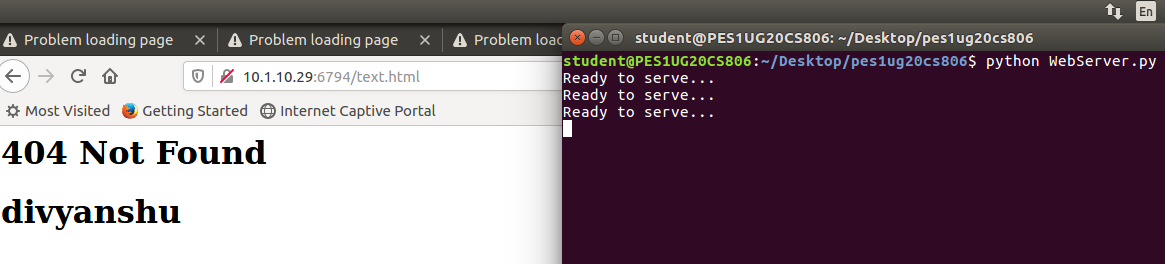 En
Problem loading page
Problem loading page
Problem load
10.1.10.29:6794/text.html
Most Visited
Getting Started
Internet Captive Portal
404 Not Found
divyanshu
student@PES1UG20CS806: ~/Desktop/pes1ug20cs806
student@PES1UG20CS806:~/Desktop/pes1ug20cs806$ python WebServer.py
Ready to serve...
Ready to serve...
Ready to serve...